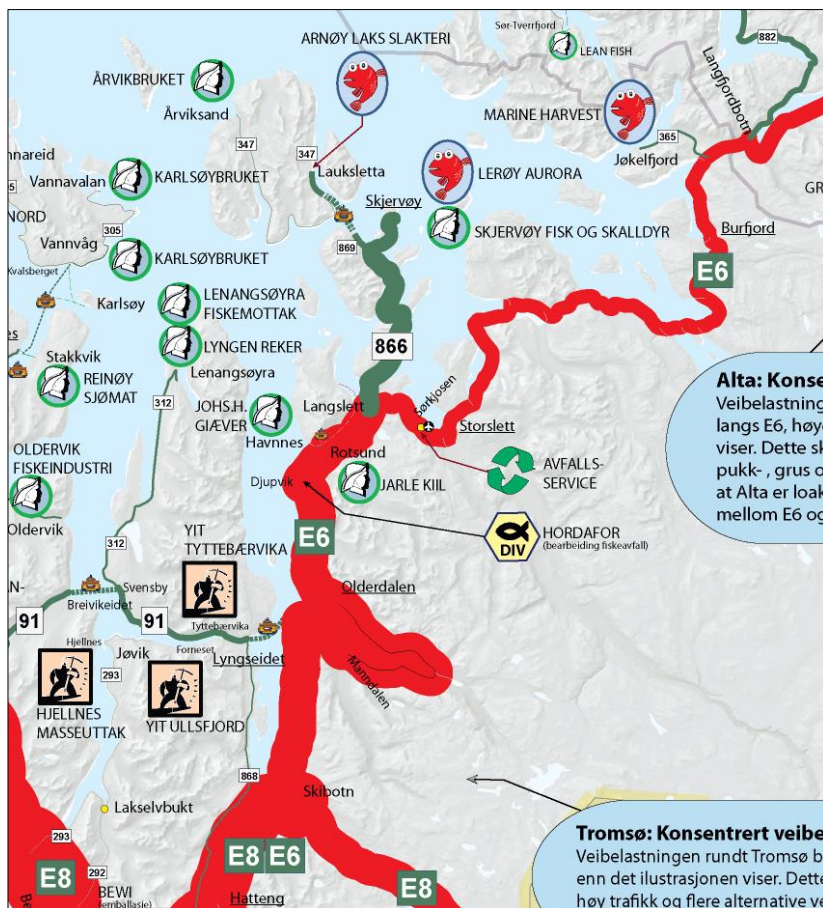 ARNØY LAKS SLAKTERI
Sør-Tverrfjord
LEAN FISH
882
Langfjordbotn
ÅRVIKBRUKET
Årviksand
MARINE HARVEST
347
347
365
Jøkelfjord
Lauksletta
Vannavalan
KARLSØYBRUKET
LERØY AURORA
Skjervøy
NORD
305
Vannvåg
SKJERVØY FISK OG SKALLDYR
Burfjord
869
KARLSØYBRUKET
E6
Kvalsberget
Karlsøy
LENANGSØYRA
FISKEMOTTAK
866
LYNGEN REKER
Stakkvik
Lenangsøyra
REINØY
SJØMAT
312
JOHS.H.
GIÆVER
Havnnes
Langslett
Sørkjosen
Storslett
Rotsund
OLDERVIK
FISKEINDUSTRI
JARLE KIIL
AVFALLS-
SERVICE
Djupvik
Oldervik
YIT
TYTTEBÆRVIKA
E6
DIV
HORDAFOR
(bearbeiding fiskeavfall)
312
Svensby
Olderdalen
Breivikeidet
91
91
Tyttebærvika
Hjellnes
Jøvik
Forneset
Lyngseidet
293
Manndalen
HJELLNES
MASSEUTTAK
YIT ULLSFJORD
868
Skibotn
Lakselvbukt
293
E8
E6
E8
292
BEWI
(emballasje)
Hatteng
E8
Alta: Konse
Veibelastning
langs E6, høye
viser. Dette sk
pukk- , grus o
at Alta er loak
mellom E6 og
Tromsø: Konsentrert veibe
Veibelastningen rundt Tromsø b
enn det ilustrasjonen viser. Dette
høy trafikk og flere alternative ve